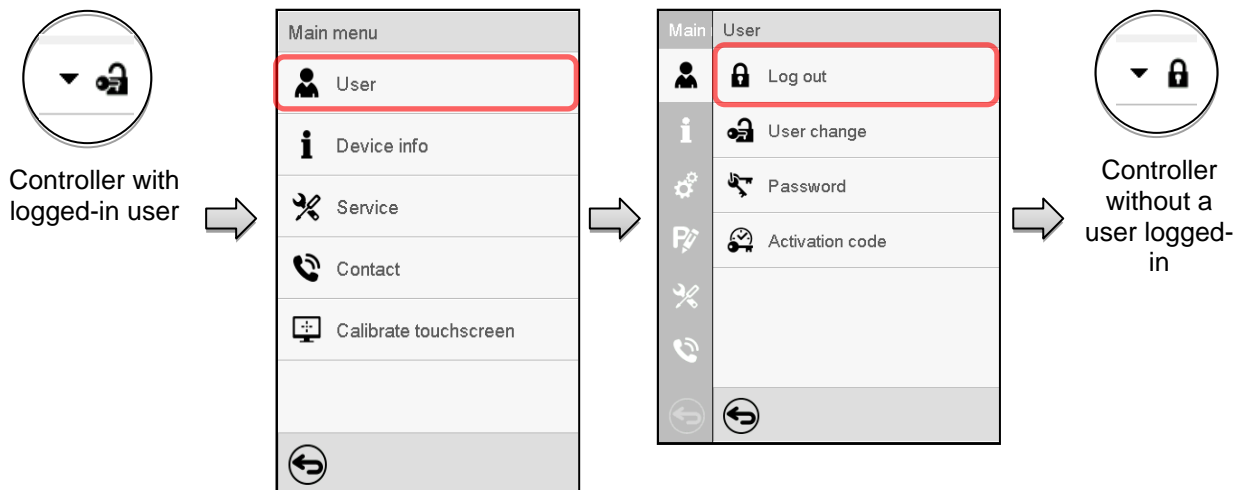 Controller with
logged-in user
Main menu
User
Device info
Service
Contact
Calibrate touchscreen
Main
User
Log out
User change
Password
Activation code
Controller
without a
user logged-
in